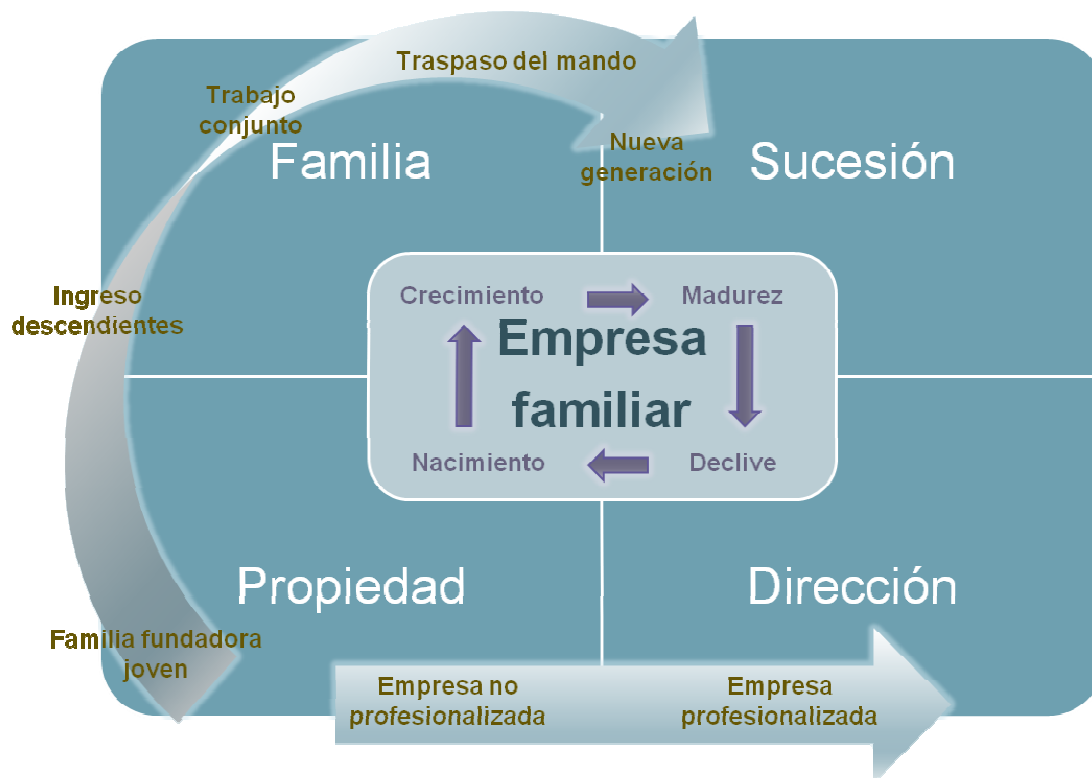 Traspaso del mando
Trabajo
conjunto
Familia
Nueva
generación
Sucesión
Ingreso
descendientes
Crecimiento
Madurez
Empresa
familiar
Nacimiento
Declive
Propiedad
Dirección
Familia fundadora
joven
Empresa no
profesionalizada
Empresa
profesionalizada